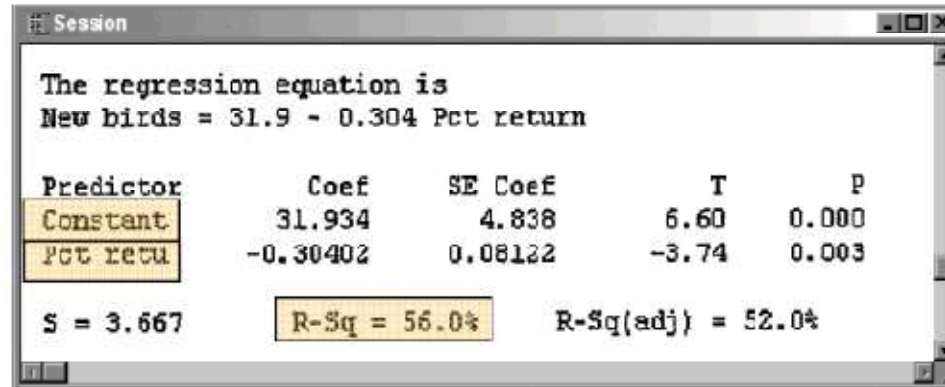 Session
The regression equation is
New birds = 31.9 - 0.304 Pct return
Predictor Coef SE Coef T P
Constant 31.934 4.838 6.60 0.000
Pct retu -0.30402 0.08122 -3.74 0.003
S = 3.667 R-Sq = 56.0% R-Sq(adj) = 52.0%